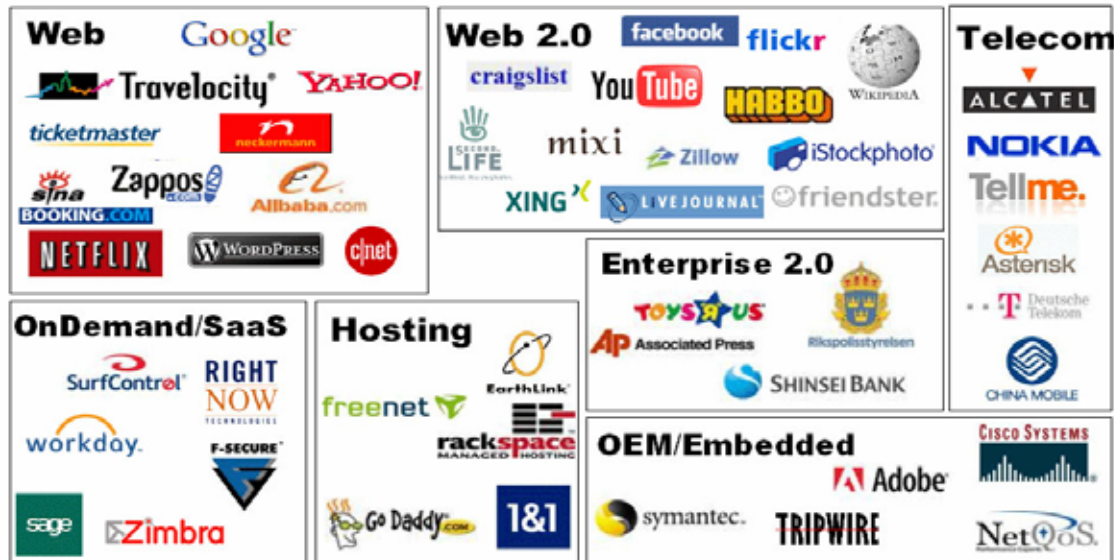 Web
Google
Travelocity®
YAHOO!
ticketmaster
neckermann
sina
Zappos
.com
Alibaba.com
BOOKING.COM
NETFLIX
WORDPRESS
c|net
Web 2.0
facebook
flickr
craigslist
YouTube
HABBO
WIKIPEDIA
SECOND
LIFE
mixi
Zillow
iStockphoto
XING
LIVEJOURNAL
friendster.
Telecom
ALCATEL
NOKIA
Tellme.
Asterisk
T Deutsche
Telekom
CHINA MOBILE
Enterprise 2.0
TOYS R US
AP Associated Press
Rikspolisstyrelsen
SHINSEI BANK
OnDemand/SaaS
SurfControl®
RIGHT
NOW
TECHNOLOGIES
workday
F-SECURE
sage
Zimbra
Hosting
EarthLink
freenet
rackspace
MANAGED HOSTING
Go Daddy.COM
1&1
OEM/Embedded
CISCO SYSTEMS
Adobe
symantec.
TRIPWIRE
NetQoS.